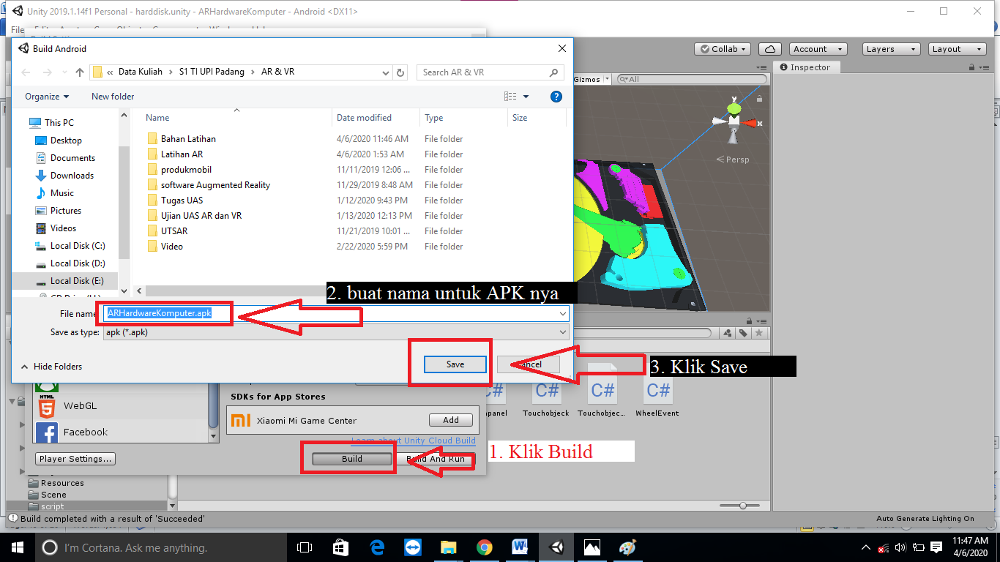 Unity 2019.1.14f1 Personal - harddisk.unity - ARHardwareKomputer - Android <DX11>
File
Build Android
Collab
Account
Layers
Layout
« Data Kuliah > S1 TI UPI Padang > AR & VR
Search AR & VR
Gizmos
All
Inspector
Organize
New folder
Name
Date modified
Type
Size
This PC
Desktop
Documents
Downloads
Music
Pictures
Videos
Local Disk (C:)
Local Disk (D:)
Local Disk (E:)
Bahan Latihan 4/6/2020 11:46 AM File folder
Latihan AR 4/6/2020 1:53 AM File folder
produkmobil 11/11/2019 12:06 ... File folder
software Augmented Reality 11/29/2019 8:48 AM File folder
Tugas UAS 1/12/2020 9:43 PM File folder
Ujian UAS AR dan VR 1/13/2020 12:13 PM File folder
UTSAR 11/21/2019 10:01 ... File folder
Video 2/22/2020 5:59 PM File folder
y
x
Persp
2. buat nama untuk APK nya
File name
ARHardwareKomputer.apk
Save as type:
apk (*.apk)
Hide Folders
Save
3. Klik Save
C#
C#
C#
C#
Touchobjeck
Touchobjec...
WheelEvent
HTML
WebGL
Facebook
SDKs for App Stores
Xiaomi Mi Game Center
Add
Learn about Unity Cloud Build
Player Settings...
Build
Build And Run
1. Klik Build
Resources
Scene
script
Build completed with a result of 'Succeeded'
Auto Generate Lighting On
I'm Cortana. Ask me anything.
11:47 AM
4/6/2020